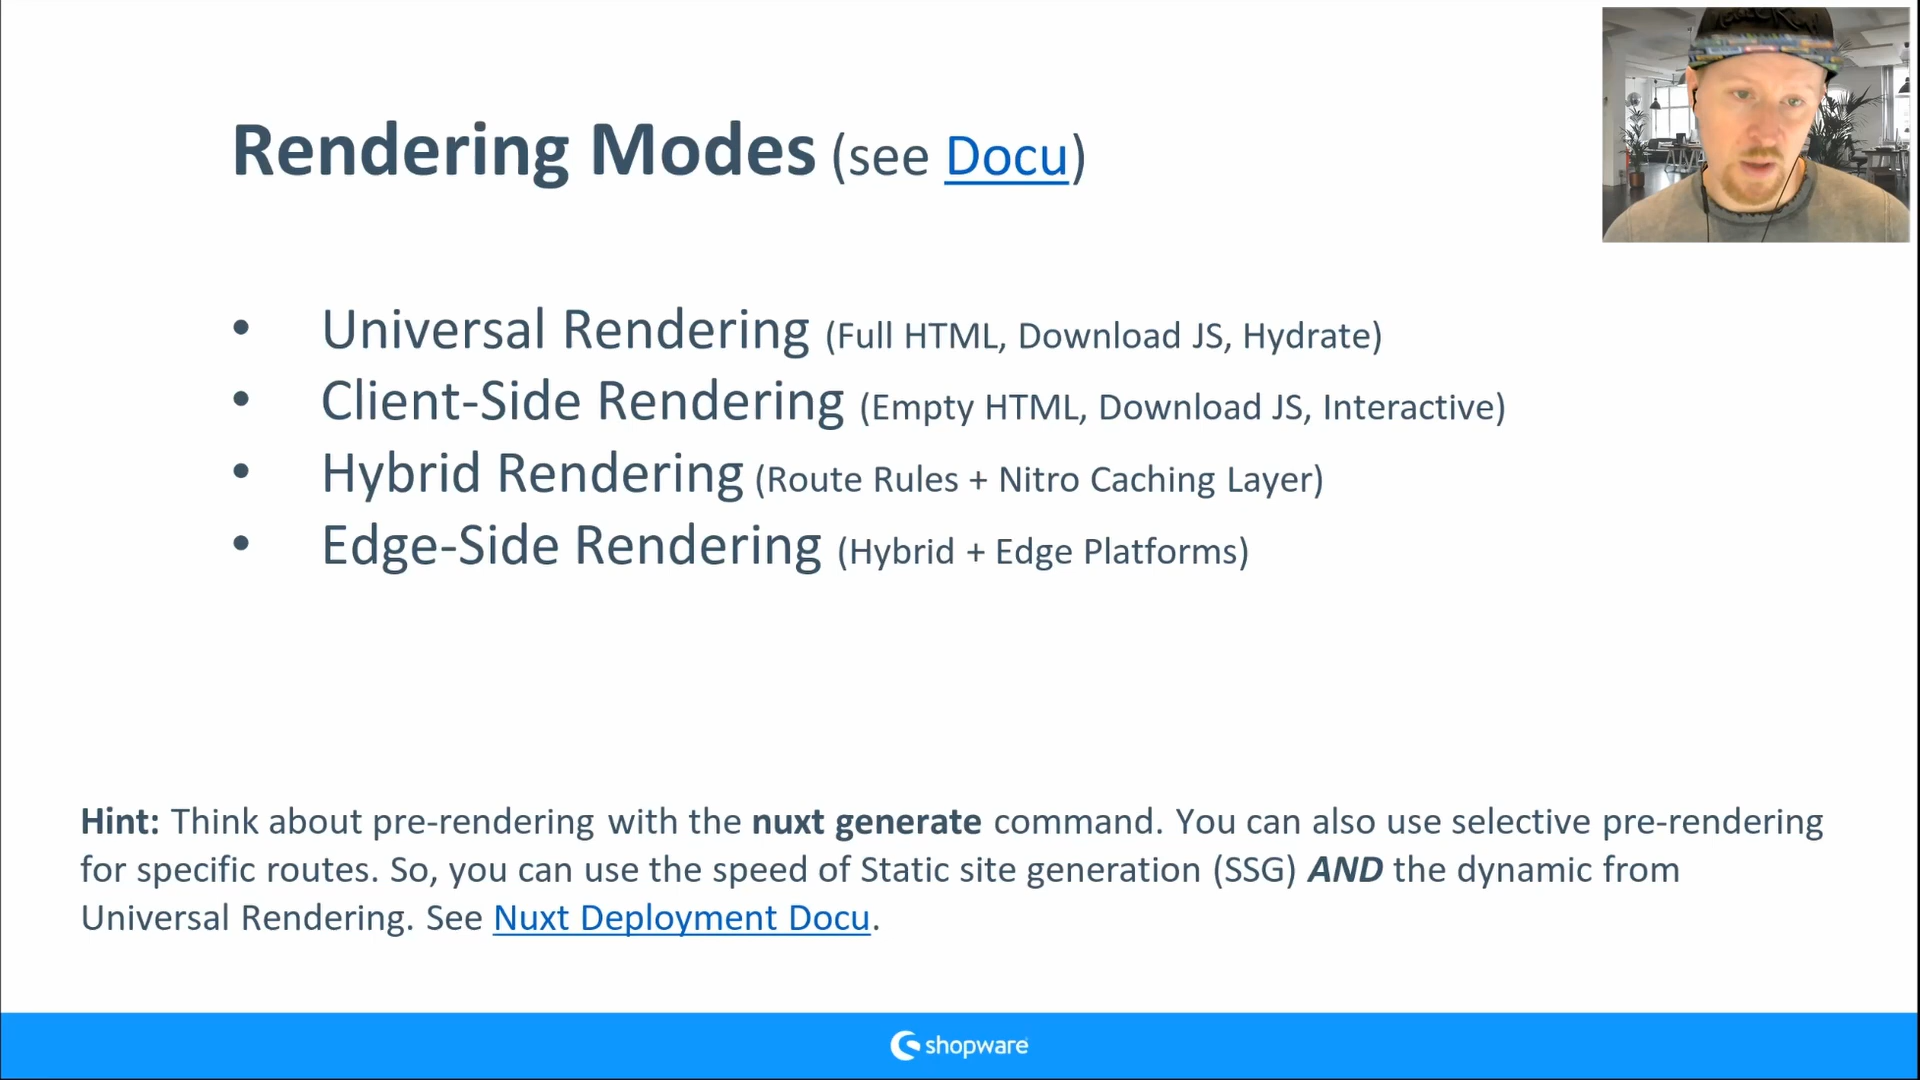 Rendering Modes (see Docu)
• Universal Rendering (Full HTML, Download JS, Hydrate)
• Client-Side Rendering (Empty HTML, Download JS, Interactive)
• Hybrid Rendering (Route Rules + Nitro Caching Layer)
• Edge-Side Rendering (Hybrid + Edge Platforms)
Hint: Think about pre-rendering with the nuxt generate command. You can also use selective pre-rendering
for specific routes. So, you can use the speed of Static site generation (SSG) AND the dynamic from
Universal Rendering. See Nuxt Deployment Docu.
shopware